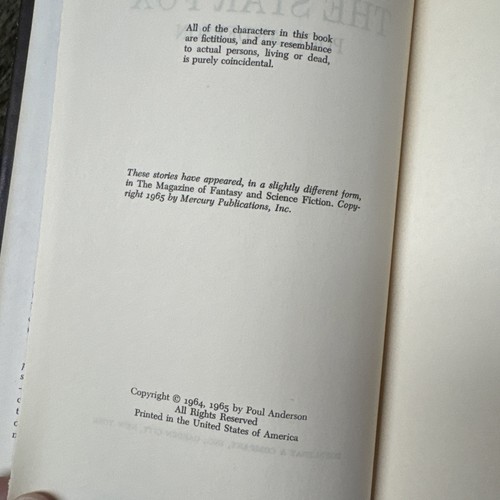 All of the characters in this book
are fictitious, and any resemblance
to actual persons, living or dead,
is purely coincidental.
These stories have appeared, in a slightly different form,
in The Magazine of Fantasy and Science Fiction. Copy-
right 1965 by Mercury Publications, Inc.
Copyright © 1964, 1965 by Poul Anderson
All Rights Reserved
Printed in the United States of America